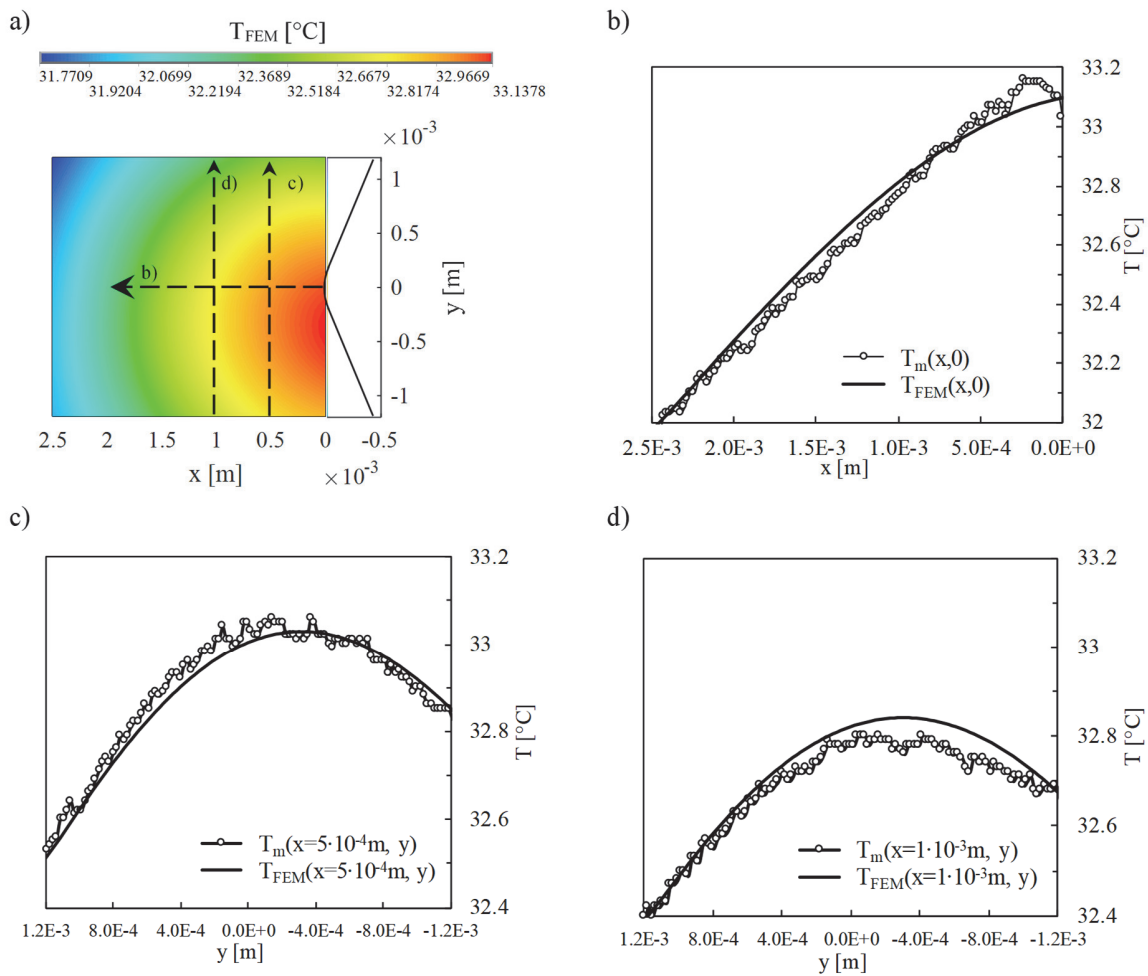 a)
T_FEM [°C]
31.7709 32.0699 32.3689 32.6679 32.9669
31.9204 32.2194 32.5184 32.8174 33.1378
×10⁻³
d) c)
b)
1
0.5
0
-0.5
-1
y [m]
2.5 2 1.5 1 0.5 0 -0.5
x [m] ×10⁻³
b)
33.2
33
32.8
32.6
32.4
32.2
32
T [°C]
T_m(x,0)
T_FEM(x,0)
2.5E-3 2.0E-3 1.5E-3 1.0E-3 5.0E-4 0.0E+0
x [m]
c)
33.2
33
32.8
32.6
32.4
T [°C]
T_m(x=5·10⁻⁴m, y)
T_FEM(x=5·10⁻⁴m, y)
1.2E-3 8.0E-4 4.0E-4 0.0E+0 -4.0E-4 -8.0E-4 -1.2E-3
y [m]
d)
33.2
33
32.8
32.6
32.4
T [°C]
T_m(x=1·10⁻³m, y)
T_FEM(x=1·10⁻³m, y)
1.2E-3 8.0E-4 4.0E-4 0.0E+0 -4.0E-4 -8.0E-4 -1.2E-3
y [m]